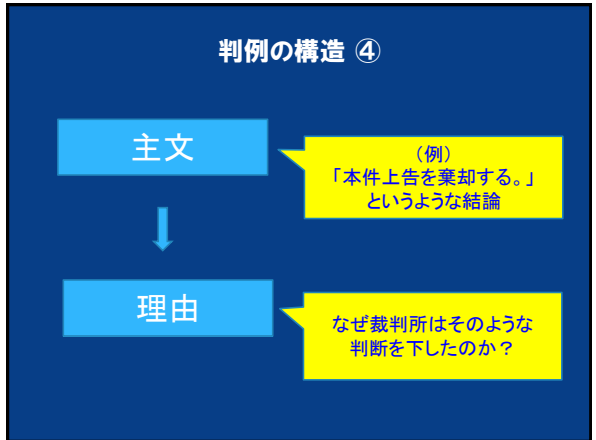 判例の構造 ④
主文
（例）
「本件上告を棄却する。」
というような結論
理由
なぜ裁判所はそのような
判断を下したのか？